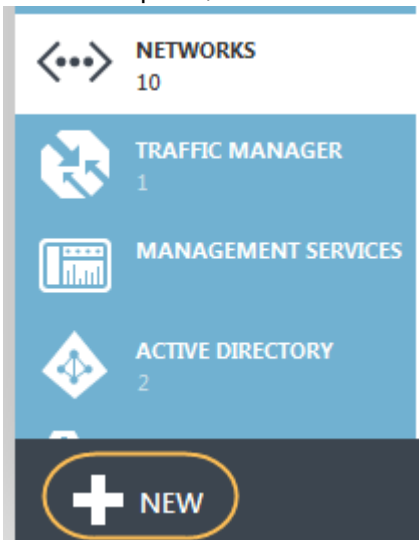 NETWORKS
10
TRAFFIC MANAGER
1
MANAGEMENT SERVICES
ACTIVE DIRECTORY
2
NEW